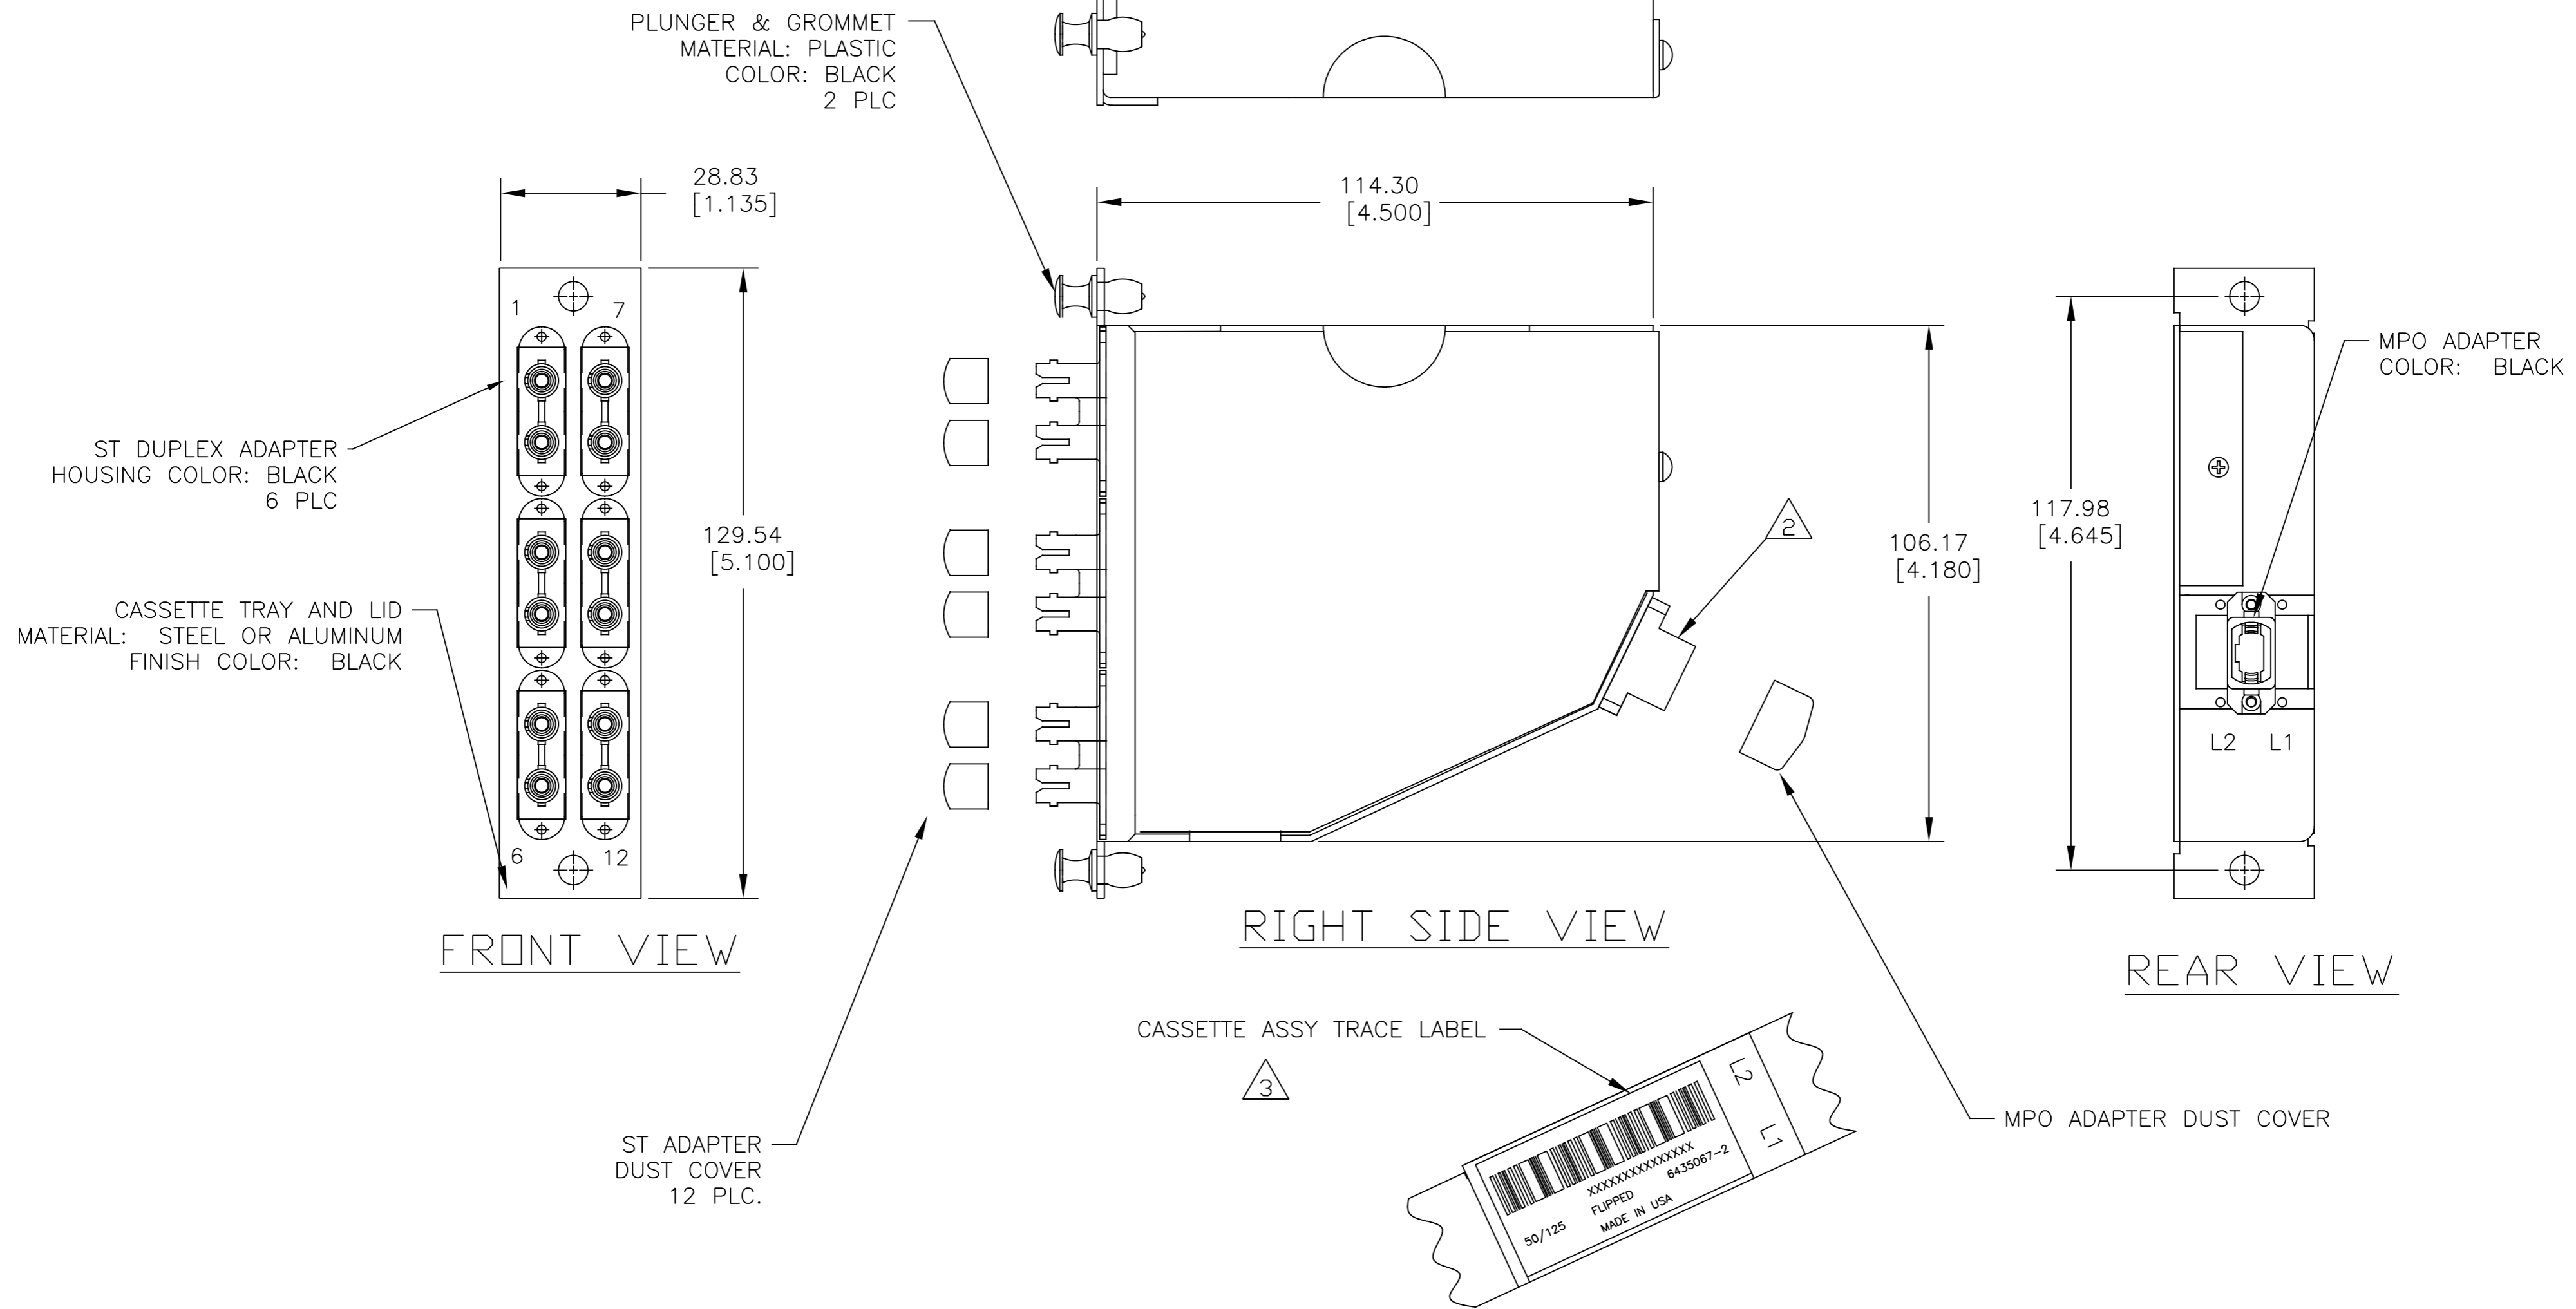 PLUNGER & GROMMET
MATERIAL: PLASTIC
COLOR: BLACK
2 PLC
28.83
[1.135]
114.30
[4.500]
1
7
MPO ADAPTER
COLOR: BLACK
ST DUPLEX ADAPTER
HOUSING COLOR: BLACK
6 PLC
129.54
[5.100]
2
106.17
[4.180]
117.98
[4.645]
CASSETTE TRAY AND LID
MATERIAL: STEEL OR ALUMINUM
FINISH COLOR: BLACK
L2 L1
6
12
FRONT VIEW
RIGHT SIDE VIEW
REAR VIEW
CASSETTE ASSY TRACE LABEL
3
L2
L1
XXXXXXXXXXXXXX
FLIPPED 6435067-2
50/125 MADE IN USA
MPO ADAPTER DUST COVER
ST ADAPTER
DUST COVER
12 PLC.